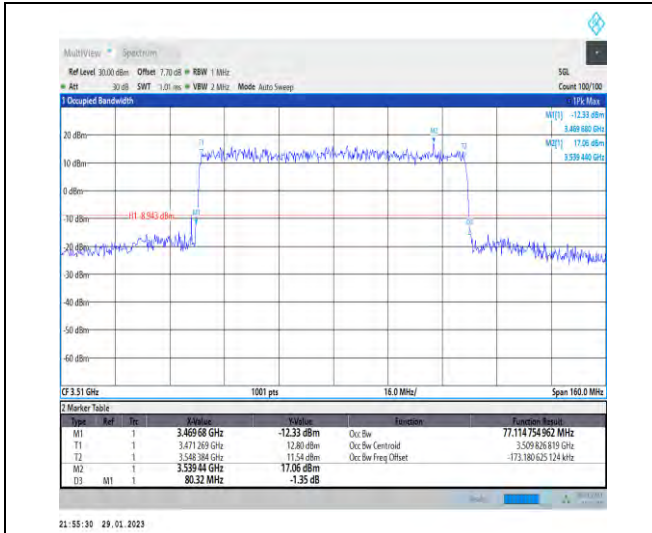 MultiView Spectrum
Ref Level 30.00 dBm Offset 7.70 dB RBW 1 MHz SGL
Att 30 dB SWT 1.01 ms VBW 2 MHz Mode Auto Sweep Count 100/100
1 Occupied Bandwidth 1Pk Max
M1[1] -12.33 dBm
3.469 680 GHz
M2[1] 17.06 dBm
3.539 440 GHz
20 dBm
T1
M2
T2
10 dBm
0 dBm
H1 -8.943 dBm
M1
-10 dBm
D3
-20 dBm
-30 dBm
-40 dBm
-50 dBm
-60 dBm
CF 3.51 GHz 1001 pts 16.0 MHz/ Span 160.0 MHz
2 Marker Table
Type Ref Trc X-Value Y-Value Function Function Result
M1 1 3.469 68 GHz -12.33 dBm Occ Bw 77.114 754 962 MHz
T1 1 3.471 269 GHz 12.80 dBm Occ Bw Centroid 3.509 826 819 GHz
T2 1 3.548 384 GHz 11.54 dBm Occ Bw Freq Offset -173.180 625 124 kHz
M2 1 3.539 44 GHz 17.06 dBm
D3 M1 1 80.32 MHz -1.35 dB
21:55:30 29.01.2023